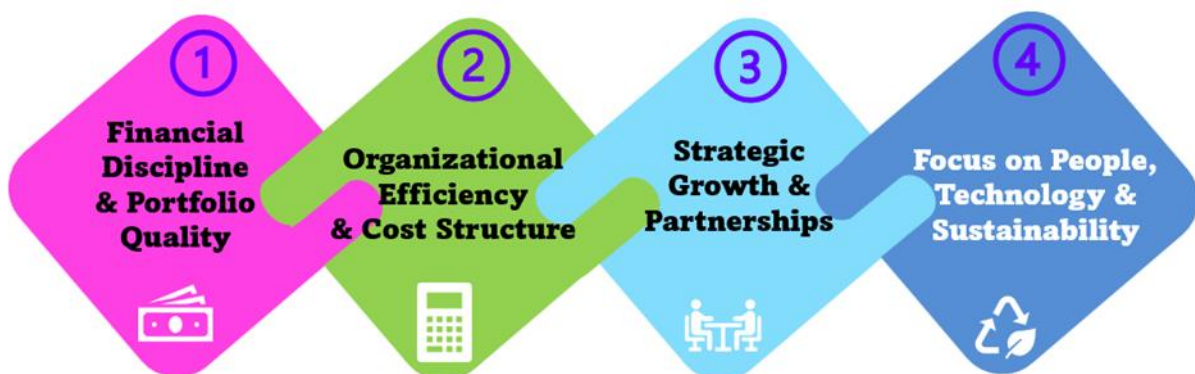 1
Financial
Discipline
& Portfolio
Quality
2
Organizational
Efficiency
& Cost Structure
3
Strategic
Growth &
Partnerships
4
Focus on People,
Technology &
Sustainability